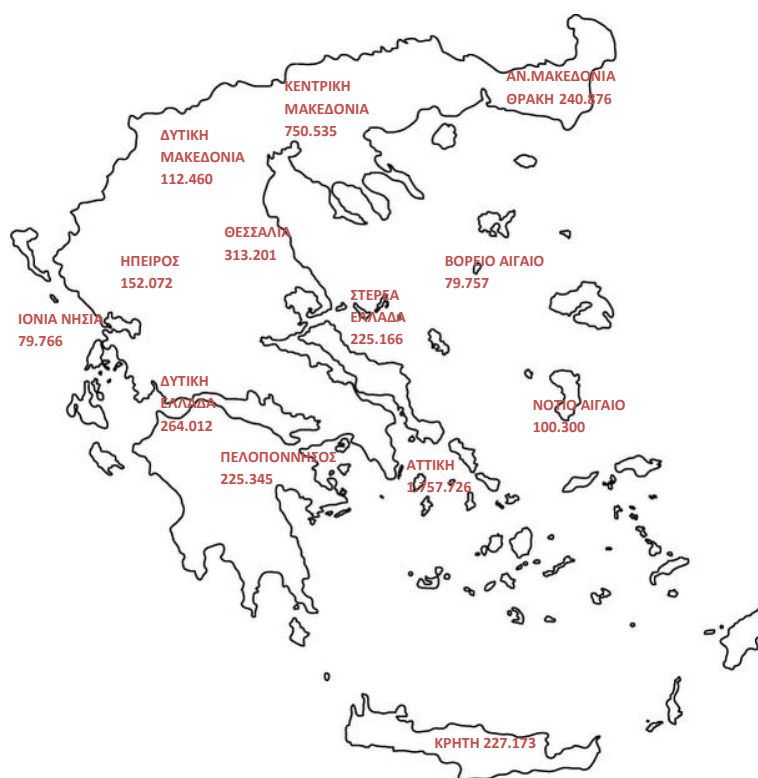 ΑΝ.ΜΑΚΕΔΟΝΙΑ
ΘΡΑΚΗ 240.876
ΚΕΝΤΡΙΚΗ
ΜΑΚΕΔΟΝΙΑ
750.535
ΔΥΤΙΚΗ
ΜΑΚΕΔΟΝΙΑ
112.460
ΘΕΣΣΑΛΙΑ
313.201
ΗΠΕΙΡΟΣ
152.072
ΒΟΡΕΙΟ ΑΙΓΑΙΟ
79.757
ΣΤΕΡΕΑ
ΕΛΛΑΔΑ
225.166
ΙΟΝΙΑ ΝΗΣΙΑ
79.766
ΔΥΤΙΚΗ
ΕΛΛΑΔΑ
264.012
ΝΟΤΙΟ ΑΙΓΑΙΟ
100.300
ΠΕΛΟΠΟΝΝΗΣΟΣ
225.345
ΑΤΤΙΚΗ
1.757.726
ΚΡΗΤΗ 227.173